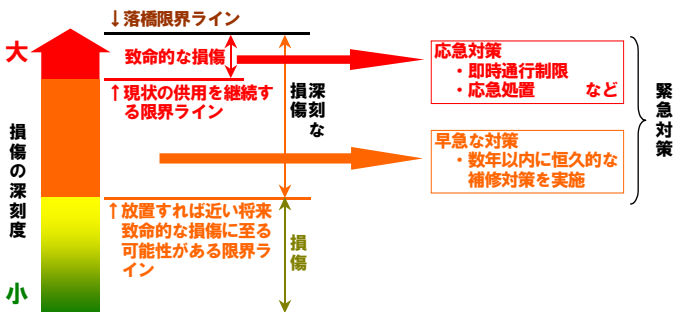 ↓落橋限界ライン
大
致命的な損傷
↑現状の供用を継続す
る限界ライン
深刻な
損傷
損傷の深刻度
↑放置すれば近い将来
致命的な損傷に至る
可能性がある限界ラ
イン
損傷
小
応急対策
・即時通行制限
・応急処置 など
早急な対策
・数年以内に恒久的な
補修対策を実施
緊急対策